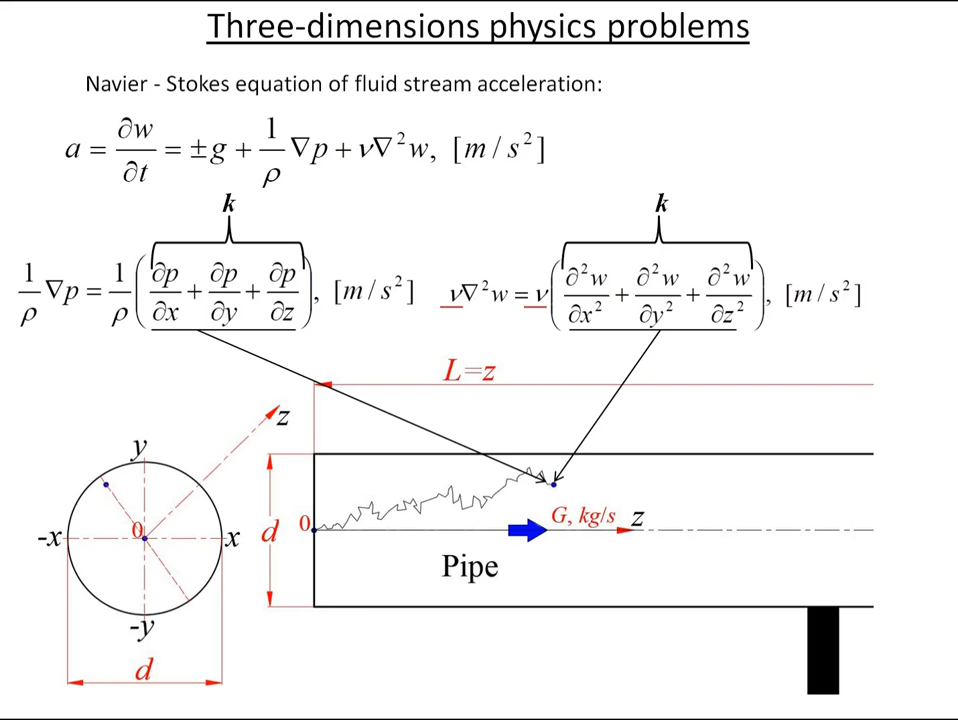 Three-dimensions physics problems
Navier - Stokes equation of fluid stream acceleration:
a = ∂w/∂t = ±g + 1/ρ ∇p + ν∇²w, [m/s²]
k
k
1/ρ ∇p = 1/ρ (∂p/∂x + ∂p/∂y + ∂p/∂z), [m/s²]
ν∇²w = ν(∂²w/∂x² + ∂²w/∂y² + ∂²w/∂z²), [m/s²]
L=z
z
y
-x
0
x
-y
d
d
0
G, kg/s
z
Pipe